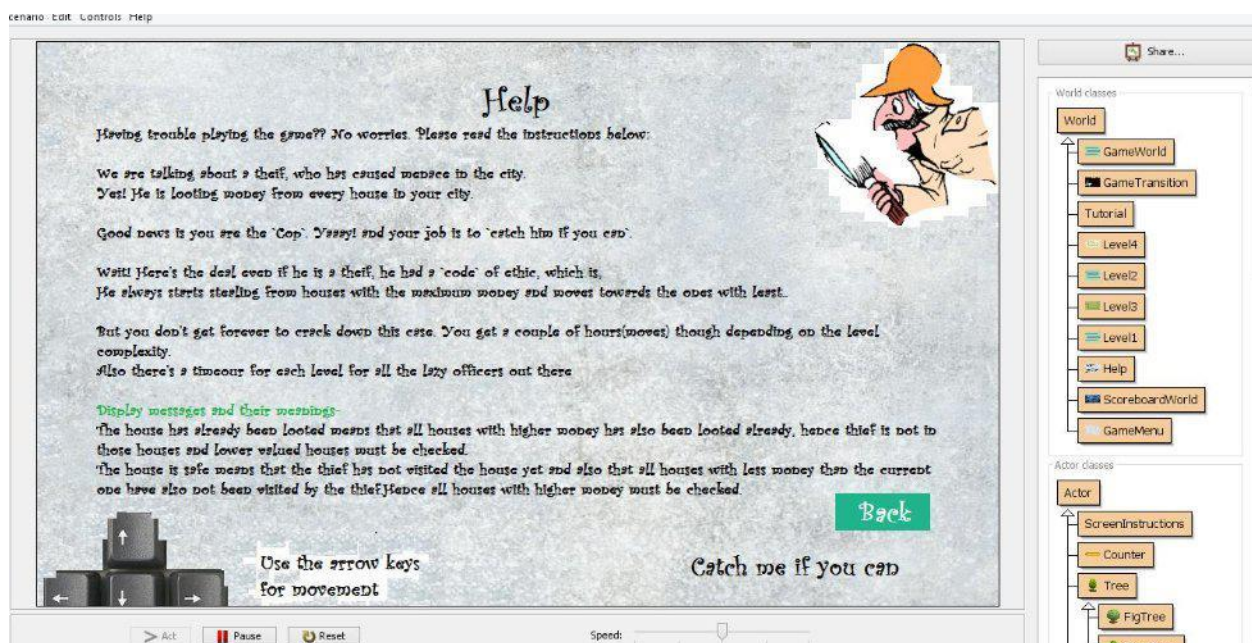 cenario Edit Controls Help
Share...
Help
Having trouble playing the game?? No worries. Please read the instructions below:
We are talking about a theif, who has caused menace in the city.
Yes! He is looting money from every house in your city.
Good news is you are the `Cop`. Yaaay! and your job is to `catch him if you can`.
Wait! Here's the deal even if he is a theif, he had a `code` of ethic, which is,
He always starts stealing from houses with the maximum money and moves towards the ones with least..
But you don't get forever to crack down this case. You get a couple of hours(moves) though depending on the level
complexity.
Also there's a timeour for each level for all the lazy officers out there
Display messages and their meanings-
The house has already been looted means that all houses with higher money has also been looted already, hence thief is not in
those houses and lower valued houses must be checked.
The house is safe means that the thief has not visited the house yet and also that all houses with less money than the current
one have also not been visited by the thief.Hence all houses with higher money must be checked.
Back
Use the arrow keys
for movement
Catch me if you can
Act
Pause
Reset
Speed:
World classes
World
GameWorld
GameTransition
Tutorial
Level4
Level2
Level3
Level1
Help
ScoreboardWorld
GameMenu
Actor classes
Actor
ScreenInstructions
Counter
Tree
FigTree